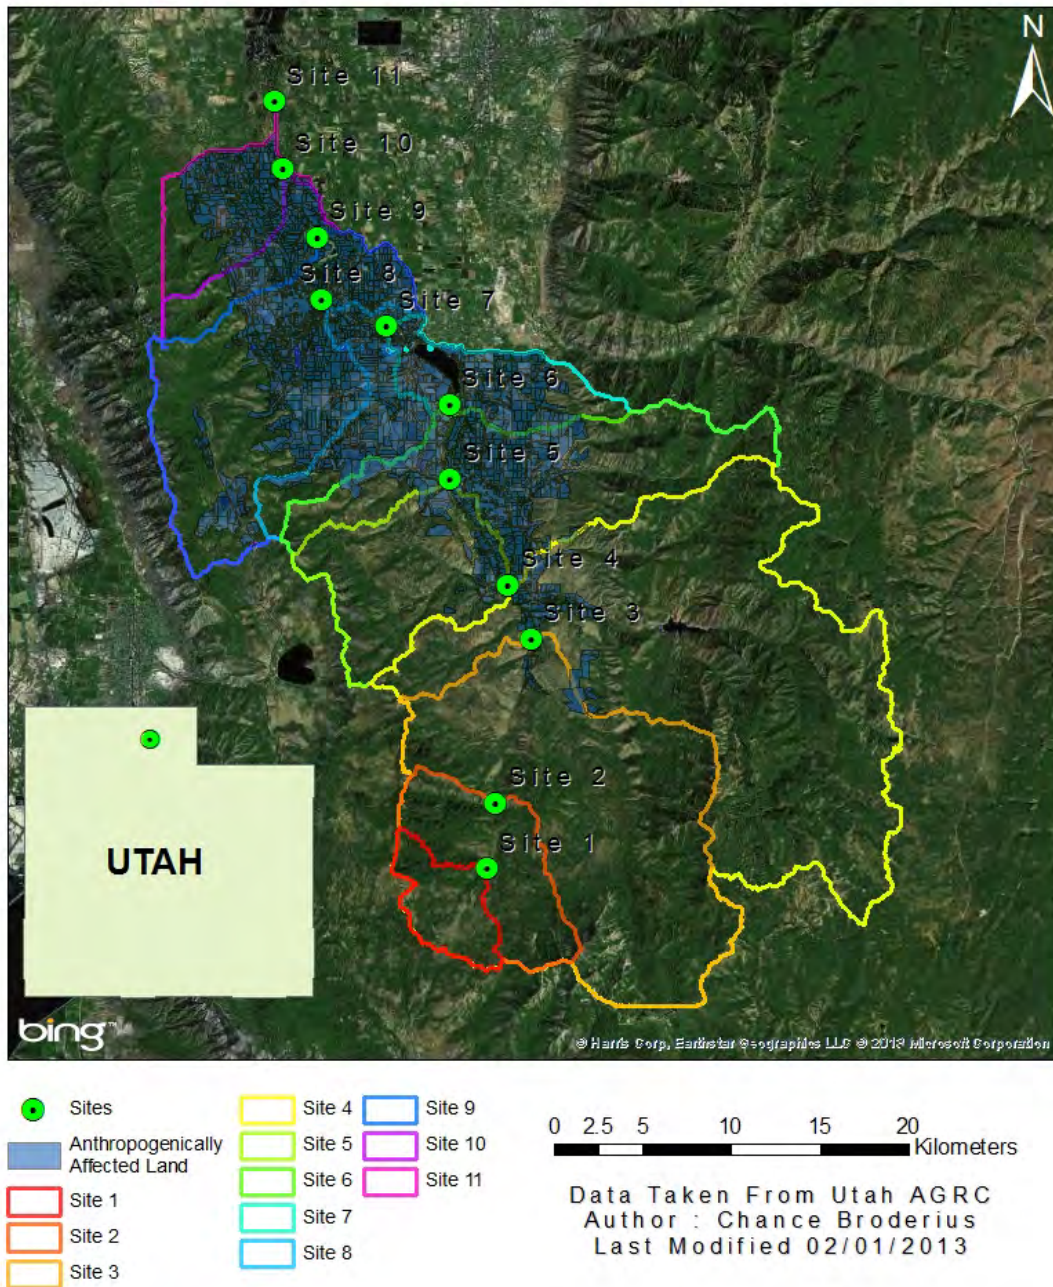 N
Site 11
Site 10
Site 9
Site 8
Site 7
Site 6
Site 5
Site 4
Site 3
Site 2
Site 1
UTAH
bing™
© Harris Corp, Earthstar Geographics LLC © 2013 Microsoft Corporation
Sites
Anthropogenically
Affected Land
Site 1
Site 2
Site 3
Site 4
Site 5
Site 6
Site 7
Site 8
Site 9
Site 10
Site 11
0 2.5 5 10 15 20
Kilometers
Data Taken From Utah AGRC
Author : Chance Broderius
Last Modified 02/01/2013